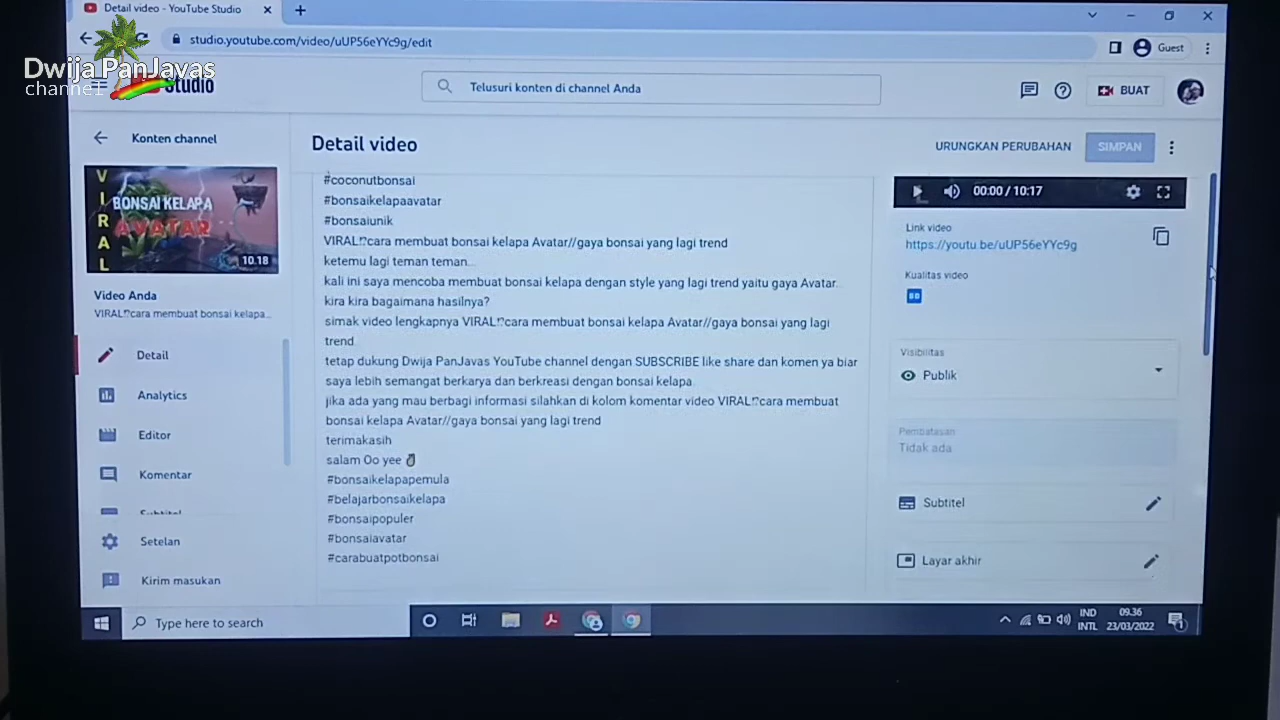 Detail video - YouTube Studio
studio.youtube.com/video/uUP56eYYc9g/edit
Guest
Dwija PanJavas
channel
Studio
Telusuri konten di channel Anda
BUAT
Konten channel
Detail video
URUNGKAN PERUBAHAN
SIMPAN
VIRAL
BONSAI KELAPA
AVATAR
10.18
Video Anda
VIRAL⁉cara membuat bonsai kelapa...
Detail
Analytics
Editor
Komentar
Subtitel
Setelan
Kirim masukan
#coconutbonsai
#bonsaikelapaavatar
#bonsaiunik
VIRAL⁉cara membuat bonsai kelapa Avatar//gaya bonsai yang lagi trend
ketemu lagi teman teman...
kali ini saya mencoba membuat bonsai kelapa dengan style yang lagi trend yaitu gaya Avatar..
kira kira bagaimana hasilnya?
simak video lengkapnya VIRAL⁉cara membuat bonsai kelapa Avatar//gaya bonsai yang lagi
trend
tetap dukung Dwija PanJavas YouTube channel dengan SUBSCRIBE like share dan komen ya biar
saya lebih semangat berkarya dan berkreasi dengan bonsai kelapa.
jika ada yang mau berbagi informasi silahkan di kolom komentar video VIRAL⁉cara membuat
bonsai kelapa Avatar//gaya bonsai yang lagi trend
terimakasih
salam Oo yee
#bonsaikelapapemula
#belajarbonsaikelapa
#bonsaipopuler
#bonsaiavatar
#carabuatpotbonsai
00:00 / 10:17
Link video
https://youtu.be/uUP56eYYc9g
Kualitas video
Visibilitas
Publik
Pembatasan
Tidak ada
Subtitel
Layar akhir
Type here to search
IND
INTL
09.36
23/03/2022
1